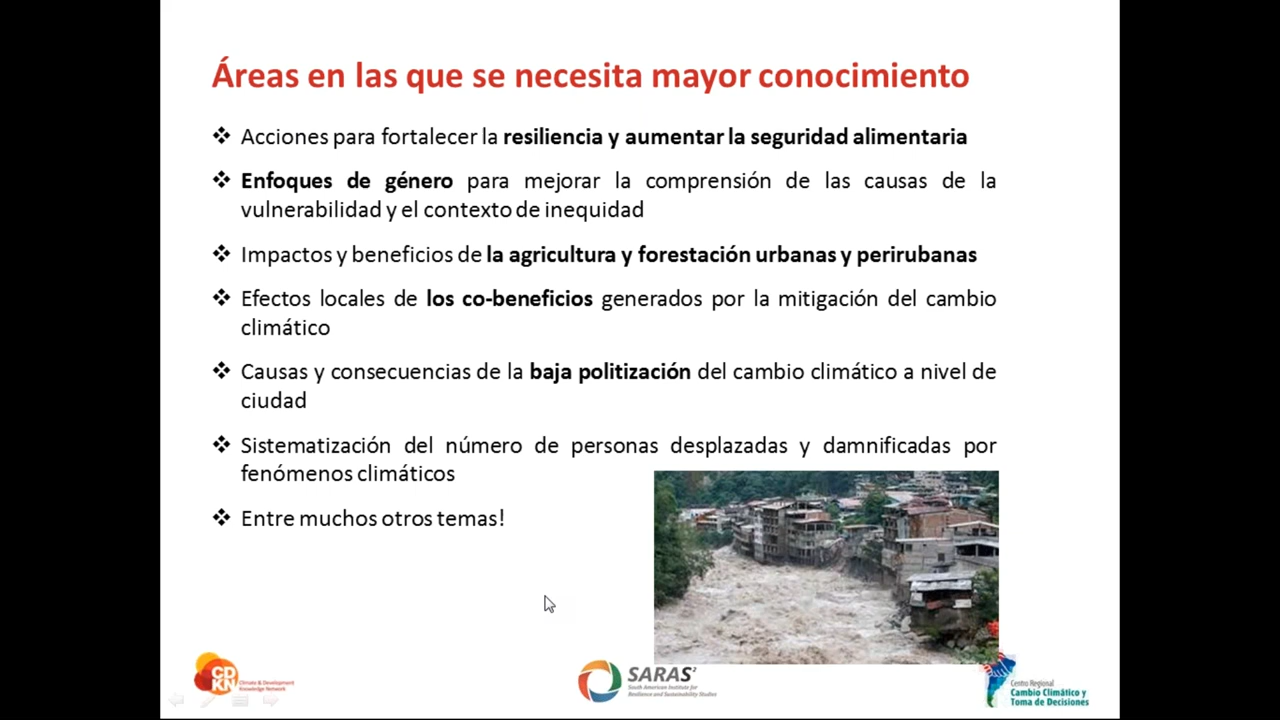 Áreas en las que se necesita mayor conocimiento
Acciones para fortalecer la resiliencia y aumentar la seguridad alimentaria
Enfoques de género para mejorar la comprensión de las causas de la
vulnerabilidad y el contexto de inequidad
Impactos y beneficios de la agricultura y forestación urbanas y perirubanas
Efectos locales de los co-beneficios generados por la mitigación del cambio
climático
Causas y consecuencias de la baja politización del cambio climático a nivel de
ciudad
Sistematización del número de personas desplazadas y damnificadas por
fenómenos climáticos
Entre muchos otros temas!
CD
KN
Climate & Development
Knowledge Network
SARAS²
South American Institute for
Resilience and Sustainability Studies
Centro Regional
Cambio Climático y
Toma de Decisiones